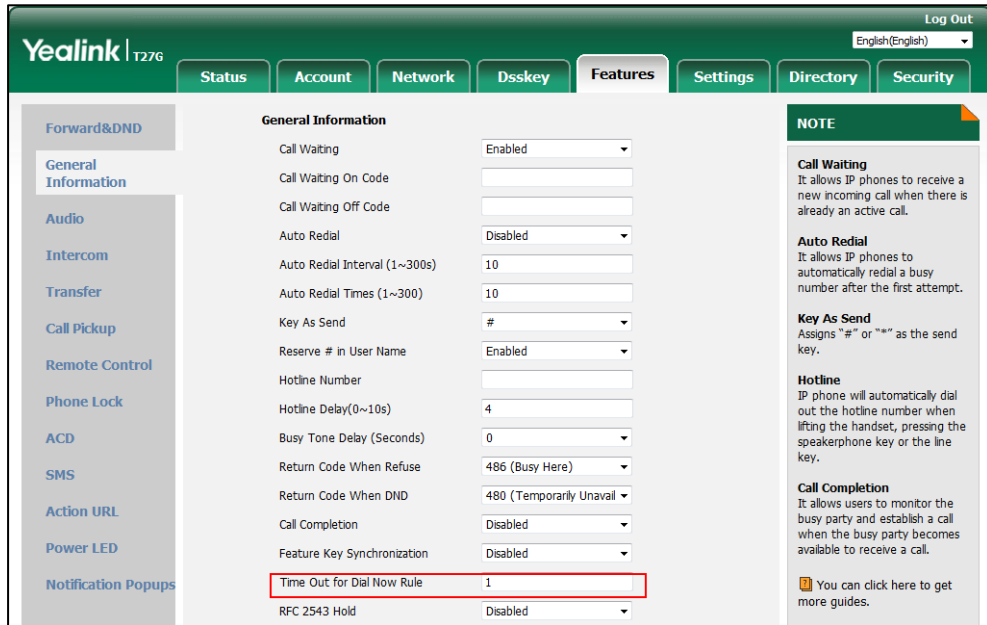 Log Out
Yealink | T27G
English(English)
Status Account Network Dsskey Features Settings Directory Security
Forward&DND
General
Information
Audio
Intercom
Transfer
Call Pickup
Remote Control
Phone Lock
ACD
SMS
Action URL
Power LED
Notification Popups
General Information
Call Waiting Enabled
Call Waiting On Code
Call Waiting Off Code
Auto Redial Disabled
Auto Redial Interval (1~300s) 10
Auto Redial Times (1~300) 10
Key As Send #
Reserve # in User Name Enabled
Hotline Number
Hotline Delay(0~10s) 4
Busy Tone Delay (Seconds) 0
Return Code When Refuse 486 (Busy Here)
Return Code When DND 480 (Temporarily Unavail
Call Completion Disabled
Feature Key Synchronization Disabled
Time Out for Dial Now Rule 1
RFC 2543 Hold Disabled
NOTE
Call Waiting
It allows IP phones to receive a
new incoming call when there is
already an active call.
Auto Redial
It allows IP phones to
automatically redial a busy
number after the first attempt.
Key As Send
Assigns "#" or "*" as the send
key.
Hotline
IP phone will automatically dial
out the hotline number when
lifting the handset, pressing the
speakerphone key or the line
key.
Call Completion
It allows users to monitor the
busy party and establish a call
when the busy party becomes
available to receive a call.
You can click here to get
more guides.